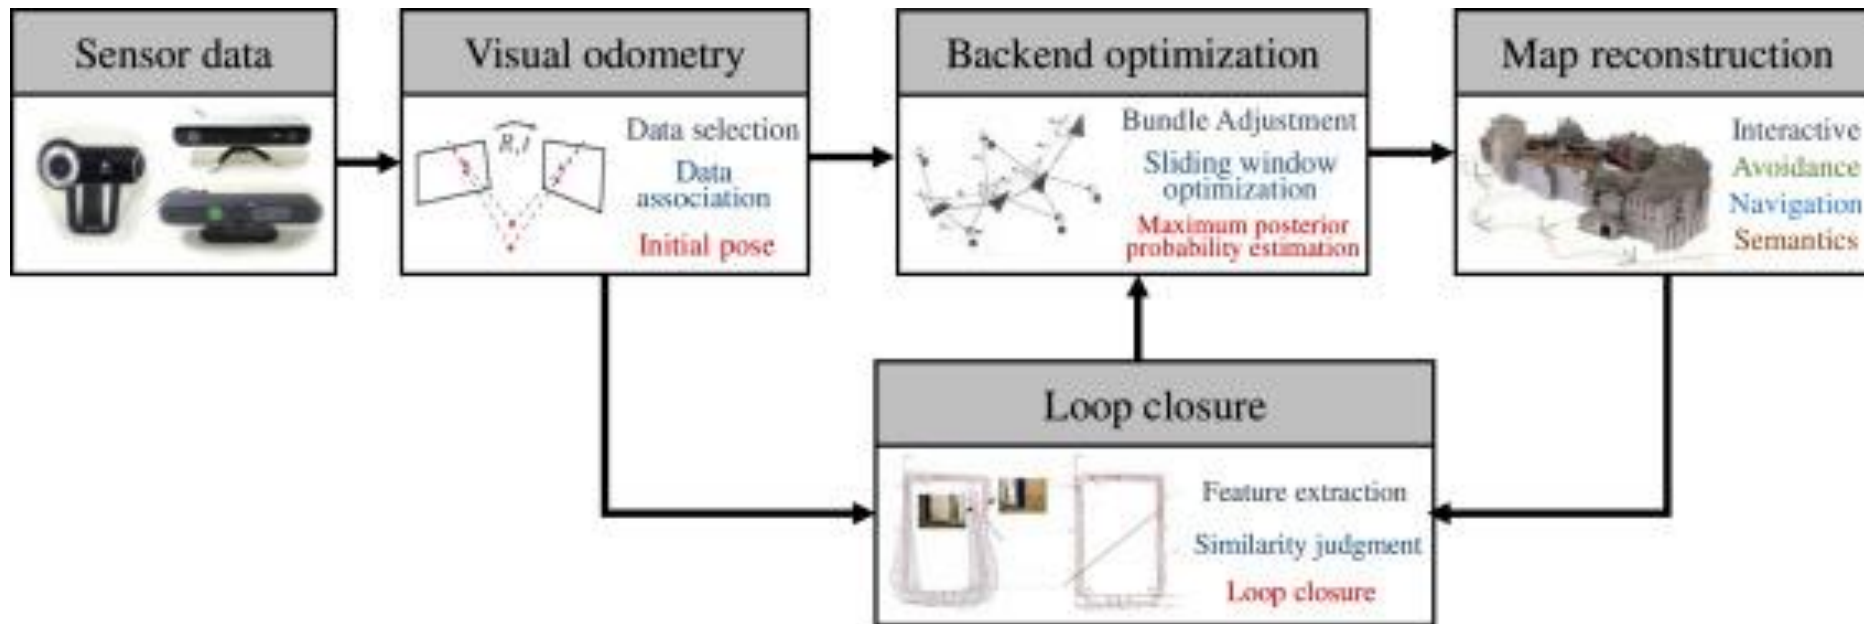 Sensor data
Visual odometry
R,t
Data selection
Data
association
Initial pose
Backend optimization
Bundle Adjustment
Sliding window
optimization
Maximum posterior
probability estimation
Map reconstruction
Interactive
Avoidance
Navigation
Semantics
Loop closure
Feature extraction
Similarity judgment
Loop closure